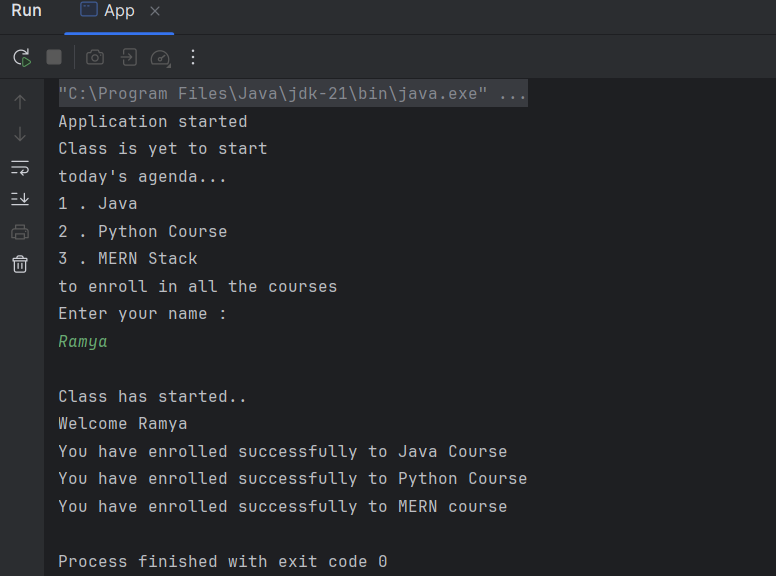 Run App
"C:\Program Files\Java\jdk-21\bin\java.exe" ...
Application started
Class is yet to start
today's agenda...
1 . Java
2 . Python Course
3 . MERN Stack
to enroll in all the courses
Enter your name :
Ramya
Class has started..
Welcome Ramya
You have enrolled successfully to Java Course
You have enrolled successfully to Python Course
You have enrolled successfully to MERN course
Process finished with exit code 0